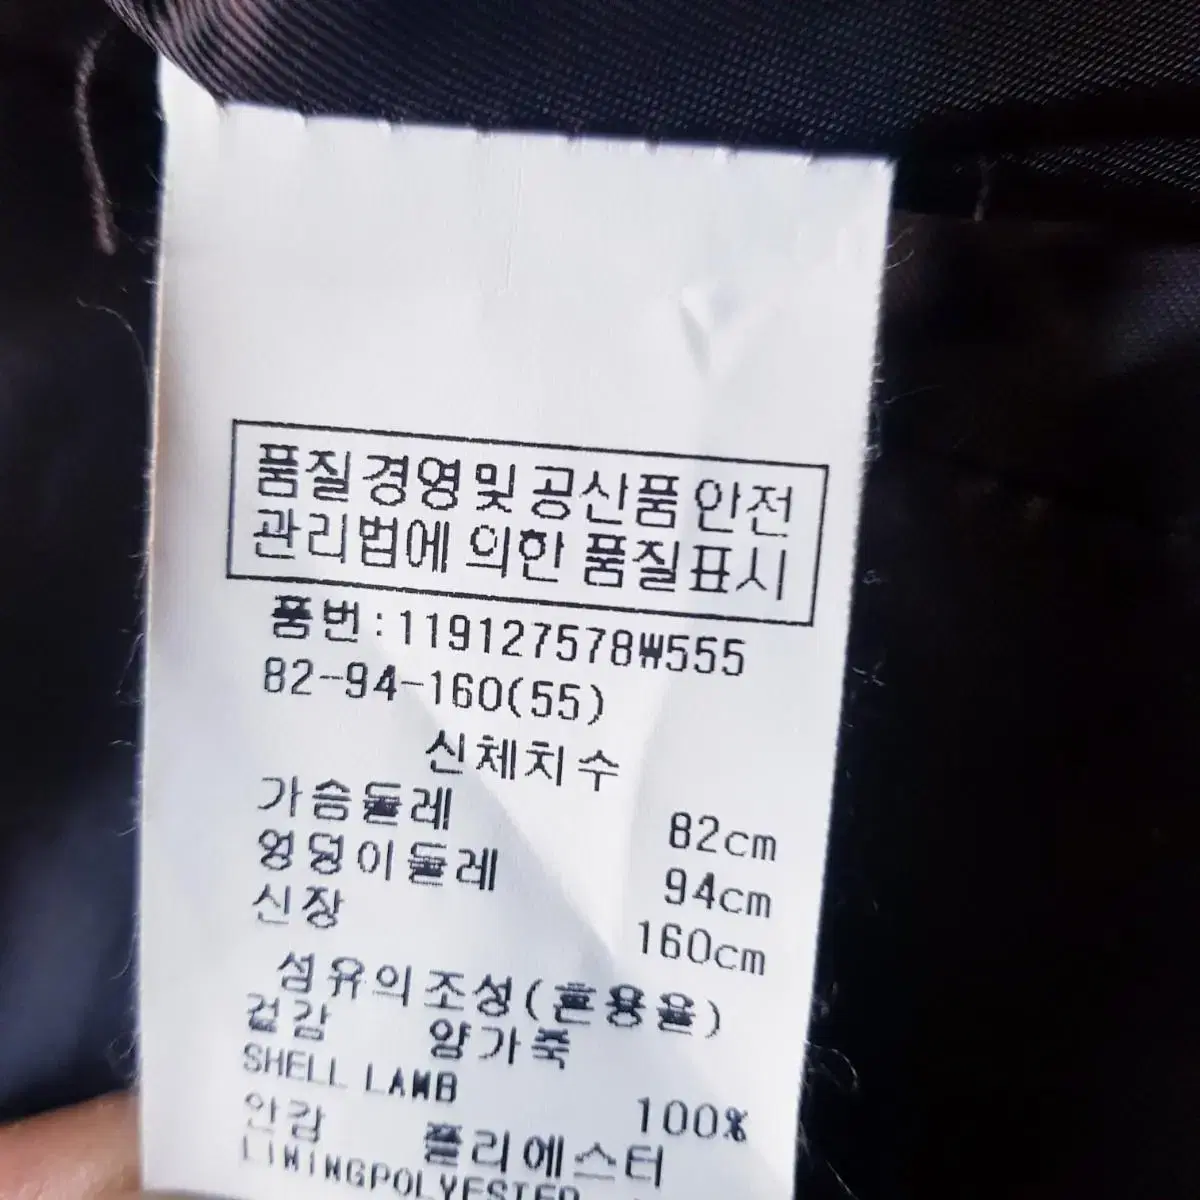 품질경영및 공산품 안전
관리법에 의한 품질표시
품번:119127578₩555
82-94-160(55)
신체치수
가슴둘레 82cm
엉덩이둘레 94cm
신장 160cm
섬유의 조성(혼용율)
겉감 양가죽
SHELL LAMB 100%
안감 폴리에스터
LININGPOLYESTER